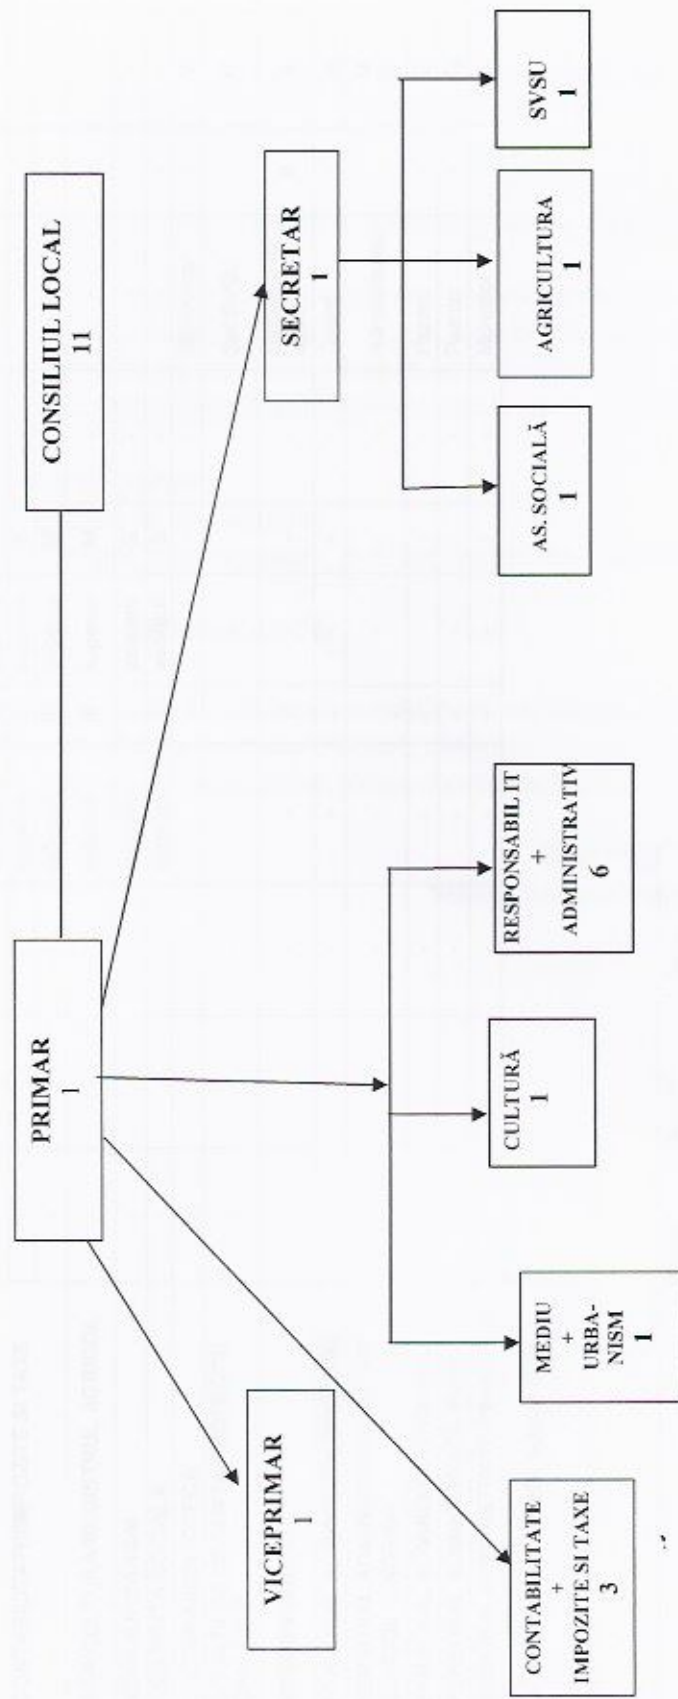 CONSILIUL LOCAL
11
PRIMAR
1
SECRETAR
1
VICEPRIMAR
1
CONTABILITATE
+
IMPOZITE SI TAXE
3
MEDIU
+
URBA-
NISM
1
CULTURĂ
1
RESPONSABIL IT
+
ADMINISTRATIV
6
AS. SOCIALĂ
1
AGRICULTURA
1
SVSU
1